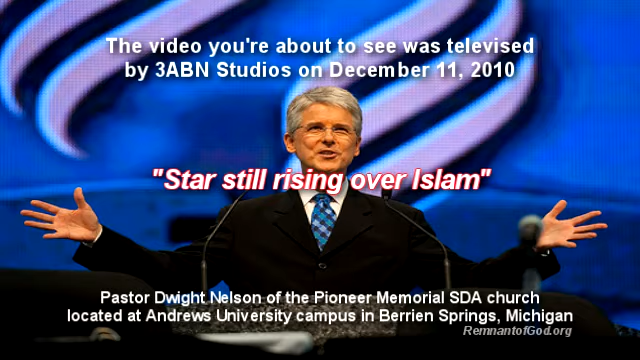 The video you're about to see was televised
by 3ABN Studios on December 11, 2010
"Star still rising over Islam"
Pastor Dwight Nelson of the Pioneer Memorial SDA church
located at Andrews University campus in Berrien Springs, Michigan
RemnantofGod.org